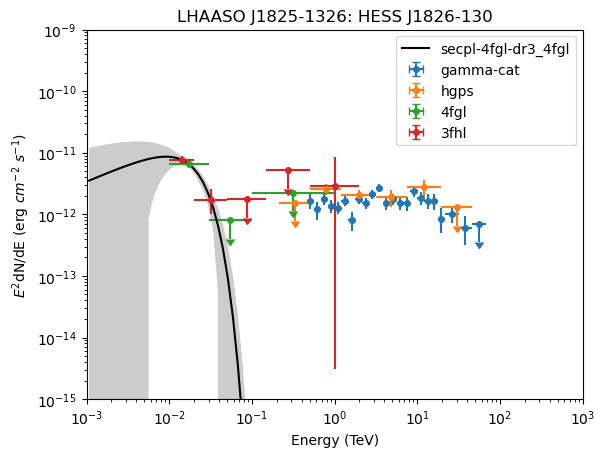 LHAASO J1825-1326: HESS J1826-130
secpl-4fgl-dr3_4fgl
gamma-cat
hgps
4fgl
3fhl
10⁻⁹
10⁻¹⁰
10⁻¹¹
10⁻¹²
10⁻¹³
10⁻¹⁴
10⁻¹⁵
E²dN/dE (erg cm⁻² s⁻¹)
10⁻³ 10⁻² 10⁻¹ 10⁰ 10¹ 10² 10³
Energy (TeV)